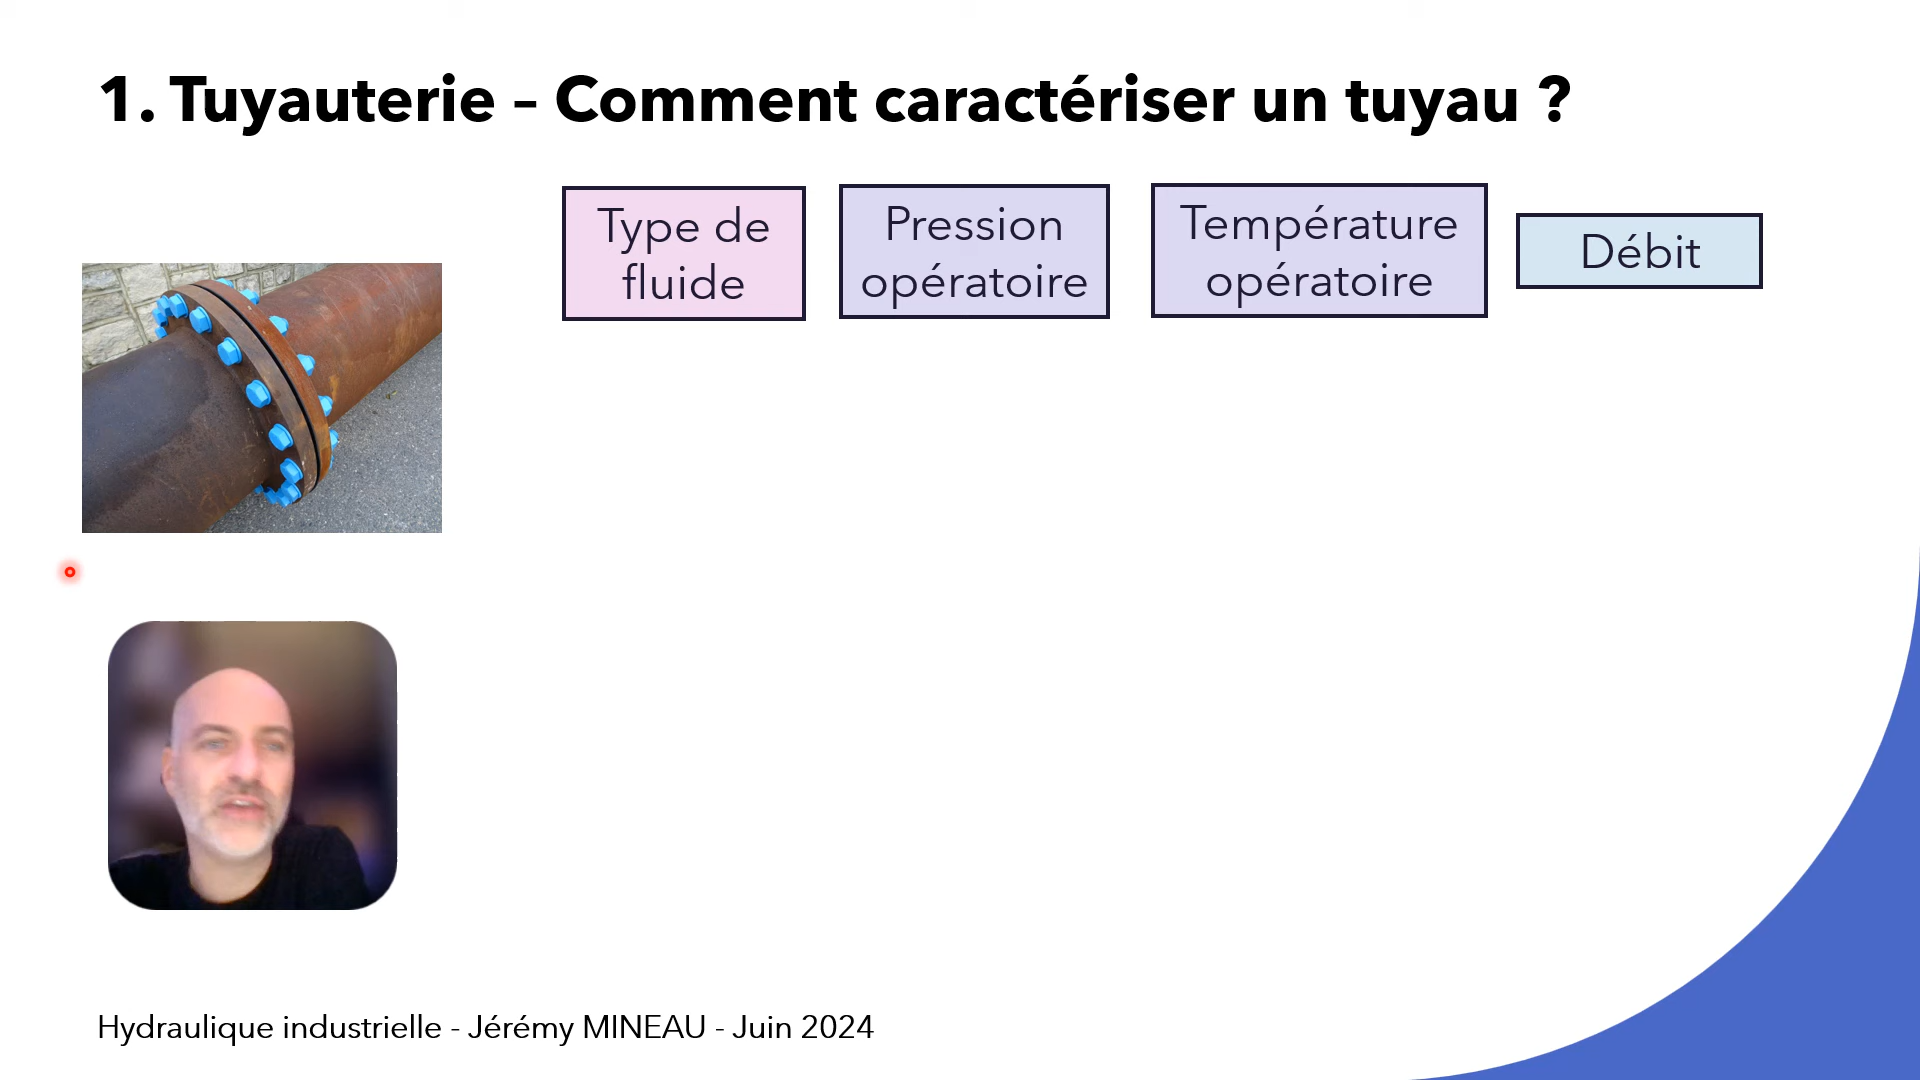 1. Tuyauterie – Comment caractériser un tuyau ?
Type de
fluide
Pression
opératoire
Température
opératoire
Débit
Hydraulique industrielle - Jérémy MINEAU - Juin 2024